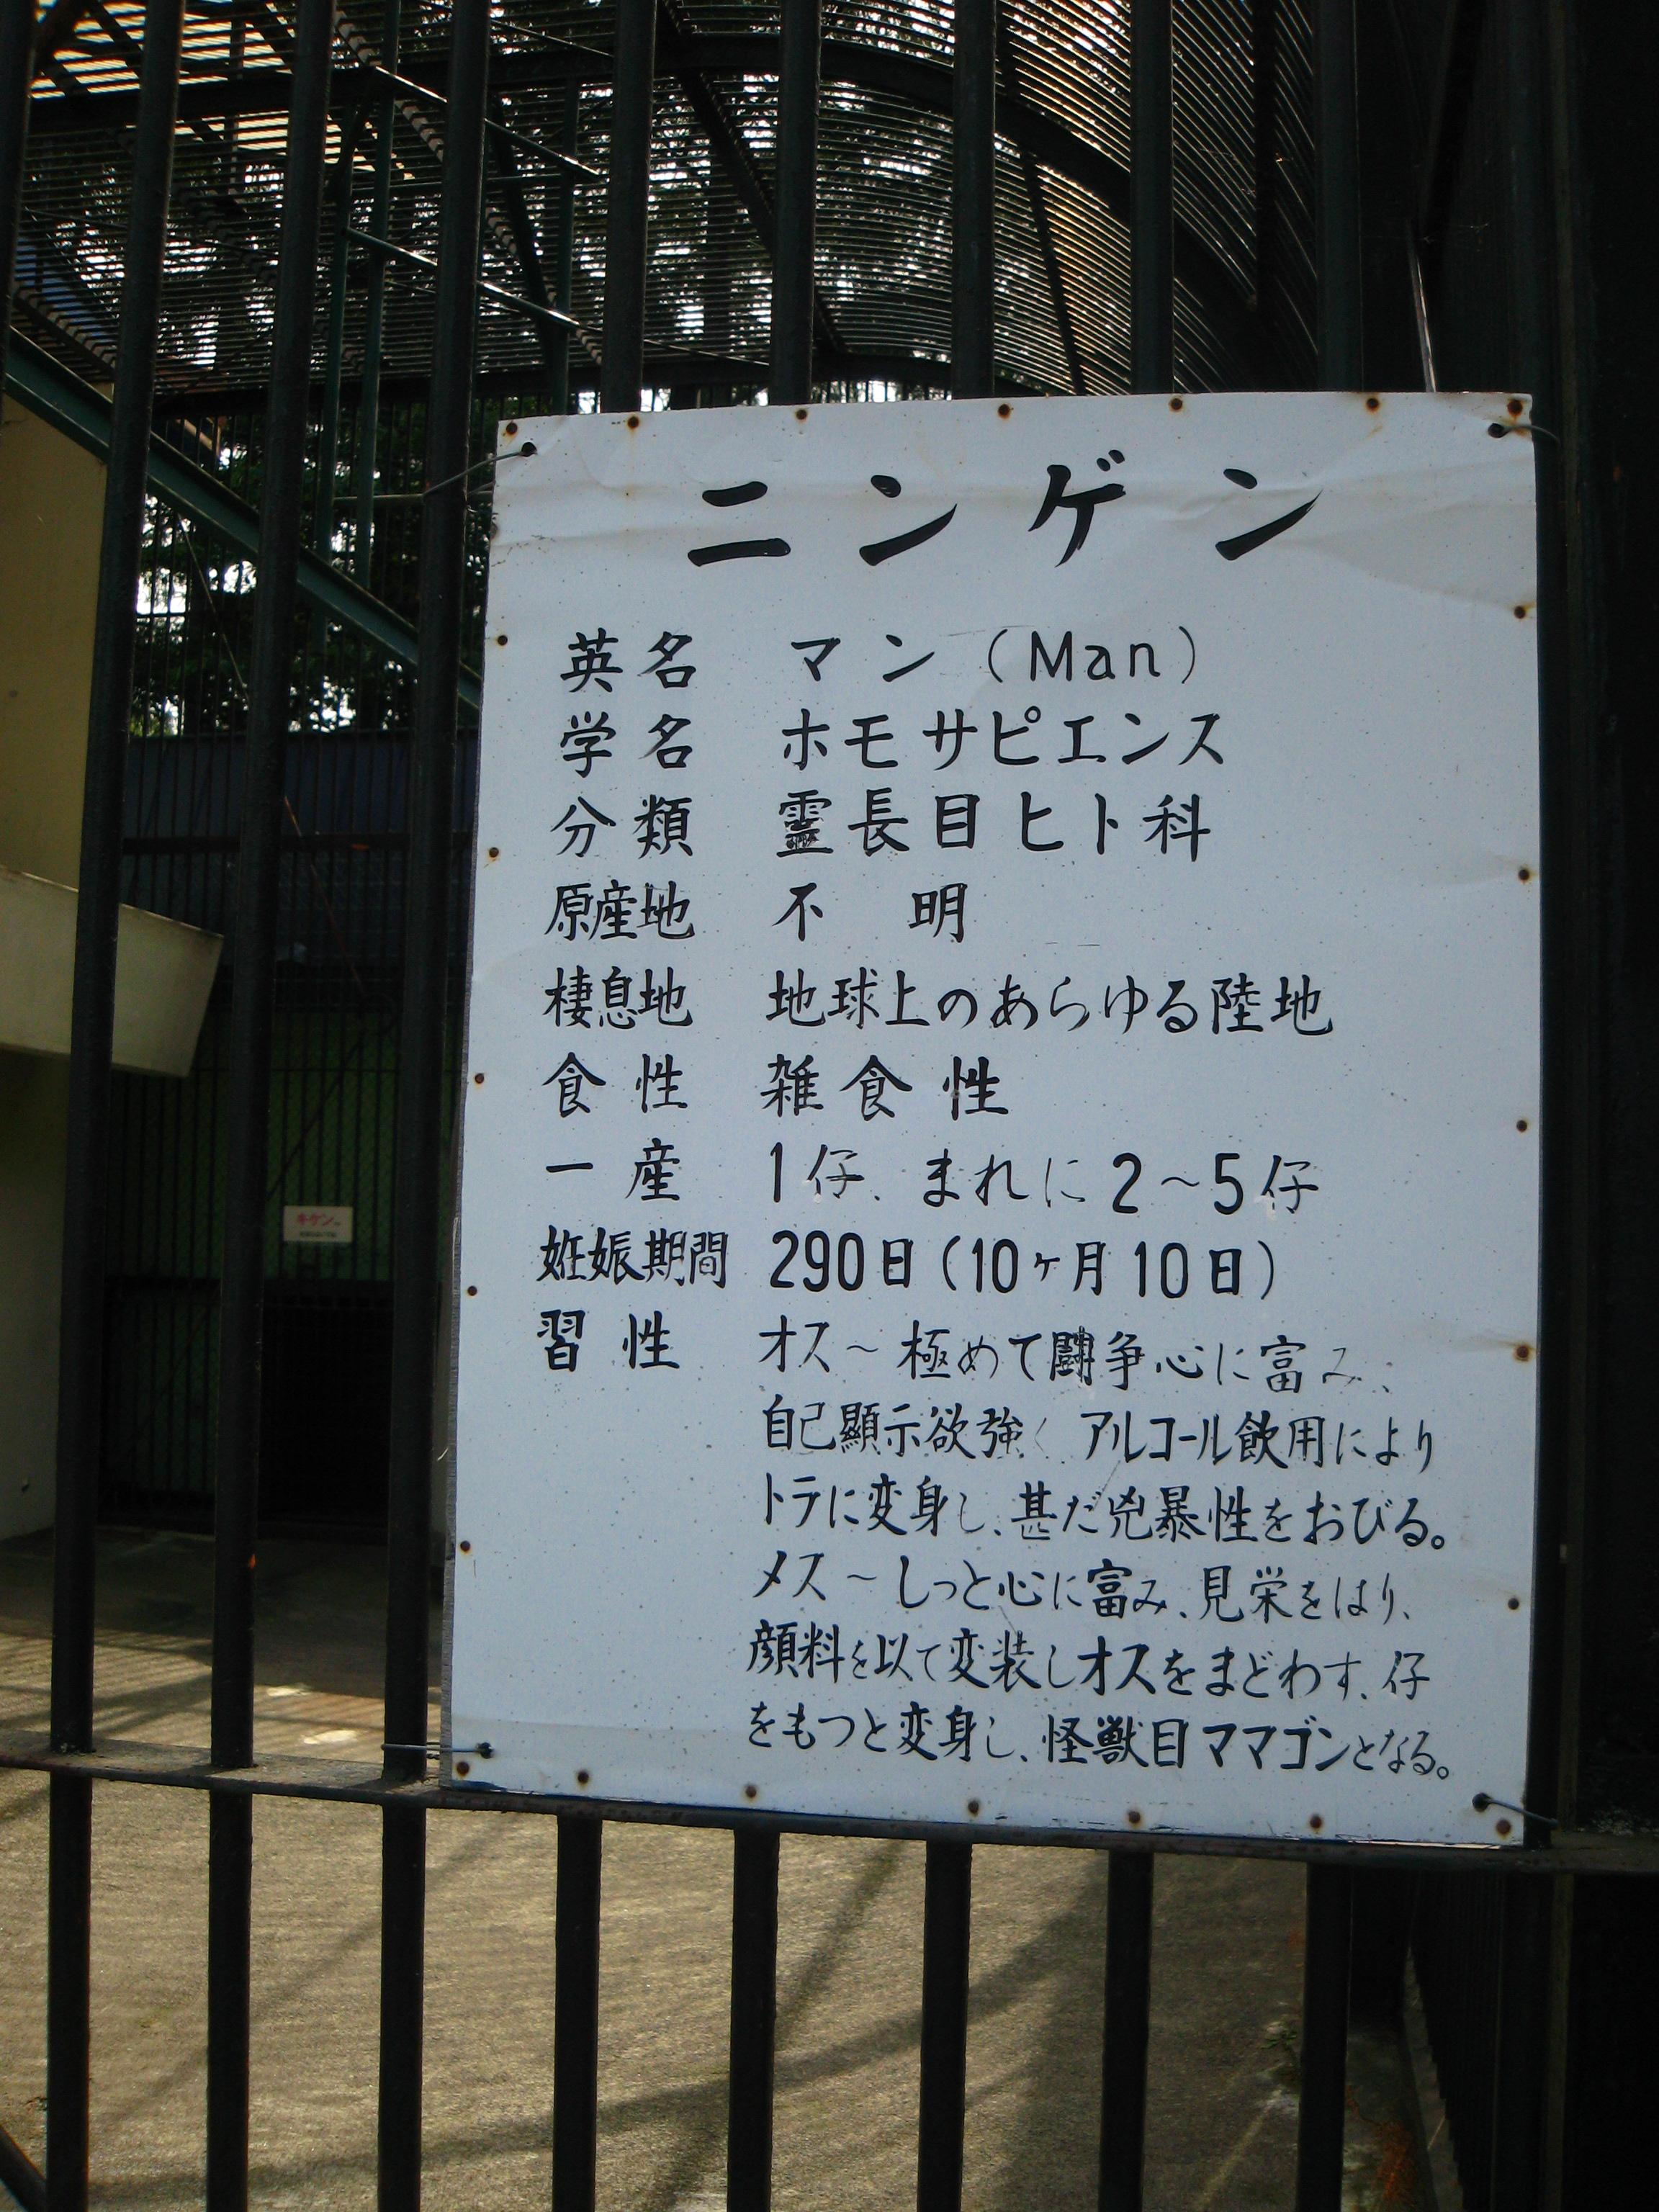 ニンゲン
英名 マン(Man)
学名 ホモサピエンス
分類 霊長目ヒト科
原産地 不明
棲息地 地球上のあらゆる陸地
食性 雑食性
一産 1仔、まれに2~5仔
妊娠期間 290日(10ヶ月10日)
習性 オス~極めて闘争心に富み、
自己顕示欲強く アルコール飲用により
トラに変身し、甚だ兇暴性をおびる。
メス~しっと心に富み、見栄をはり、
顔料を以て変装しオスをまどわす、仔
をもつと変身し、怪獣目ママゴンとなる。
キケン